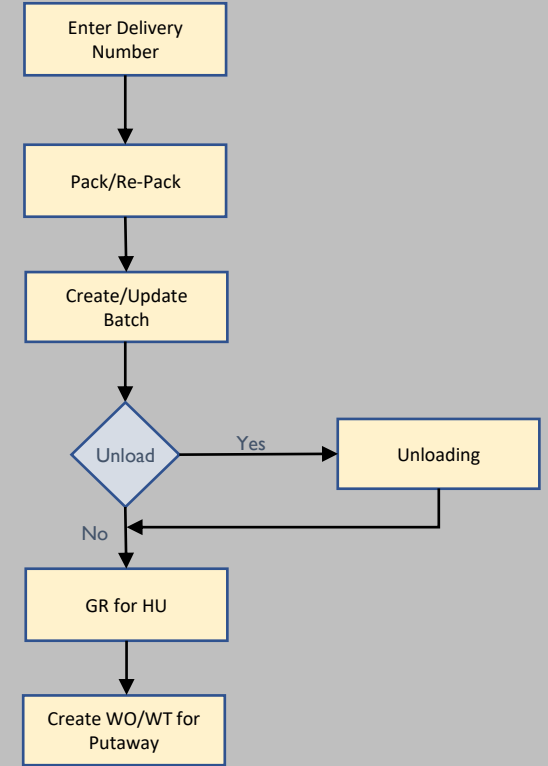 Enter Delivery
Number
Pack/Re-Pack
Create/Update
Batch
Unload
Yes
Unloading
No
GR for HU
Create WO/WT for
Putaway